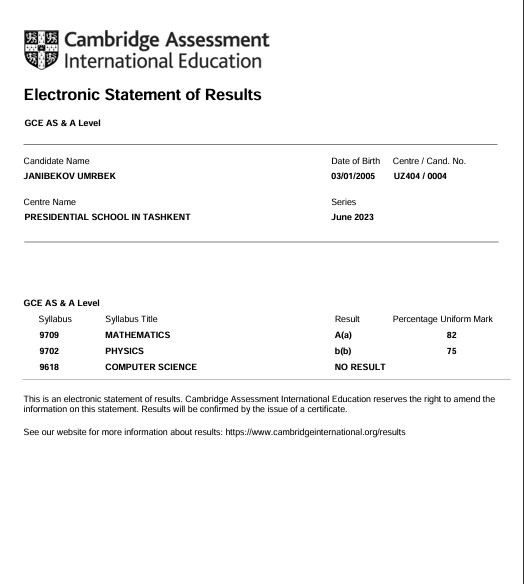 Cambridge Assessment
International Education
Electronic Statement of Results
GCE AS & A Level
Candidate Name Date of Birth Centre / Cand. No.
JANIBEKOV UMRBEK 03/01/2005 UZ404 / 0004
Centre Name Series
PRESIDENTIAL SCHOOL IN TASHKENT June 2023
GCE AS & A Level
Syllabus Syllabus Title Result Percentage Uniform Mark
9709 MATHEMATICS A(a) 82
9702 PHYSICS b(b) 75
9618 COMPUTER SCIENCE NO RESULT
This is an electronic statement of results. Cambridge Assessment International Education reserves the right to amend the
information on this statement. Results will be confirmed by the issue of a certificate.
See our website for more information about results: https://www.cambridgeinternational.org/results